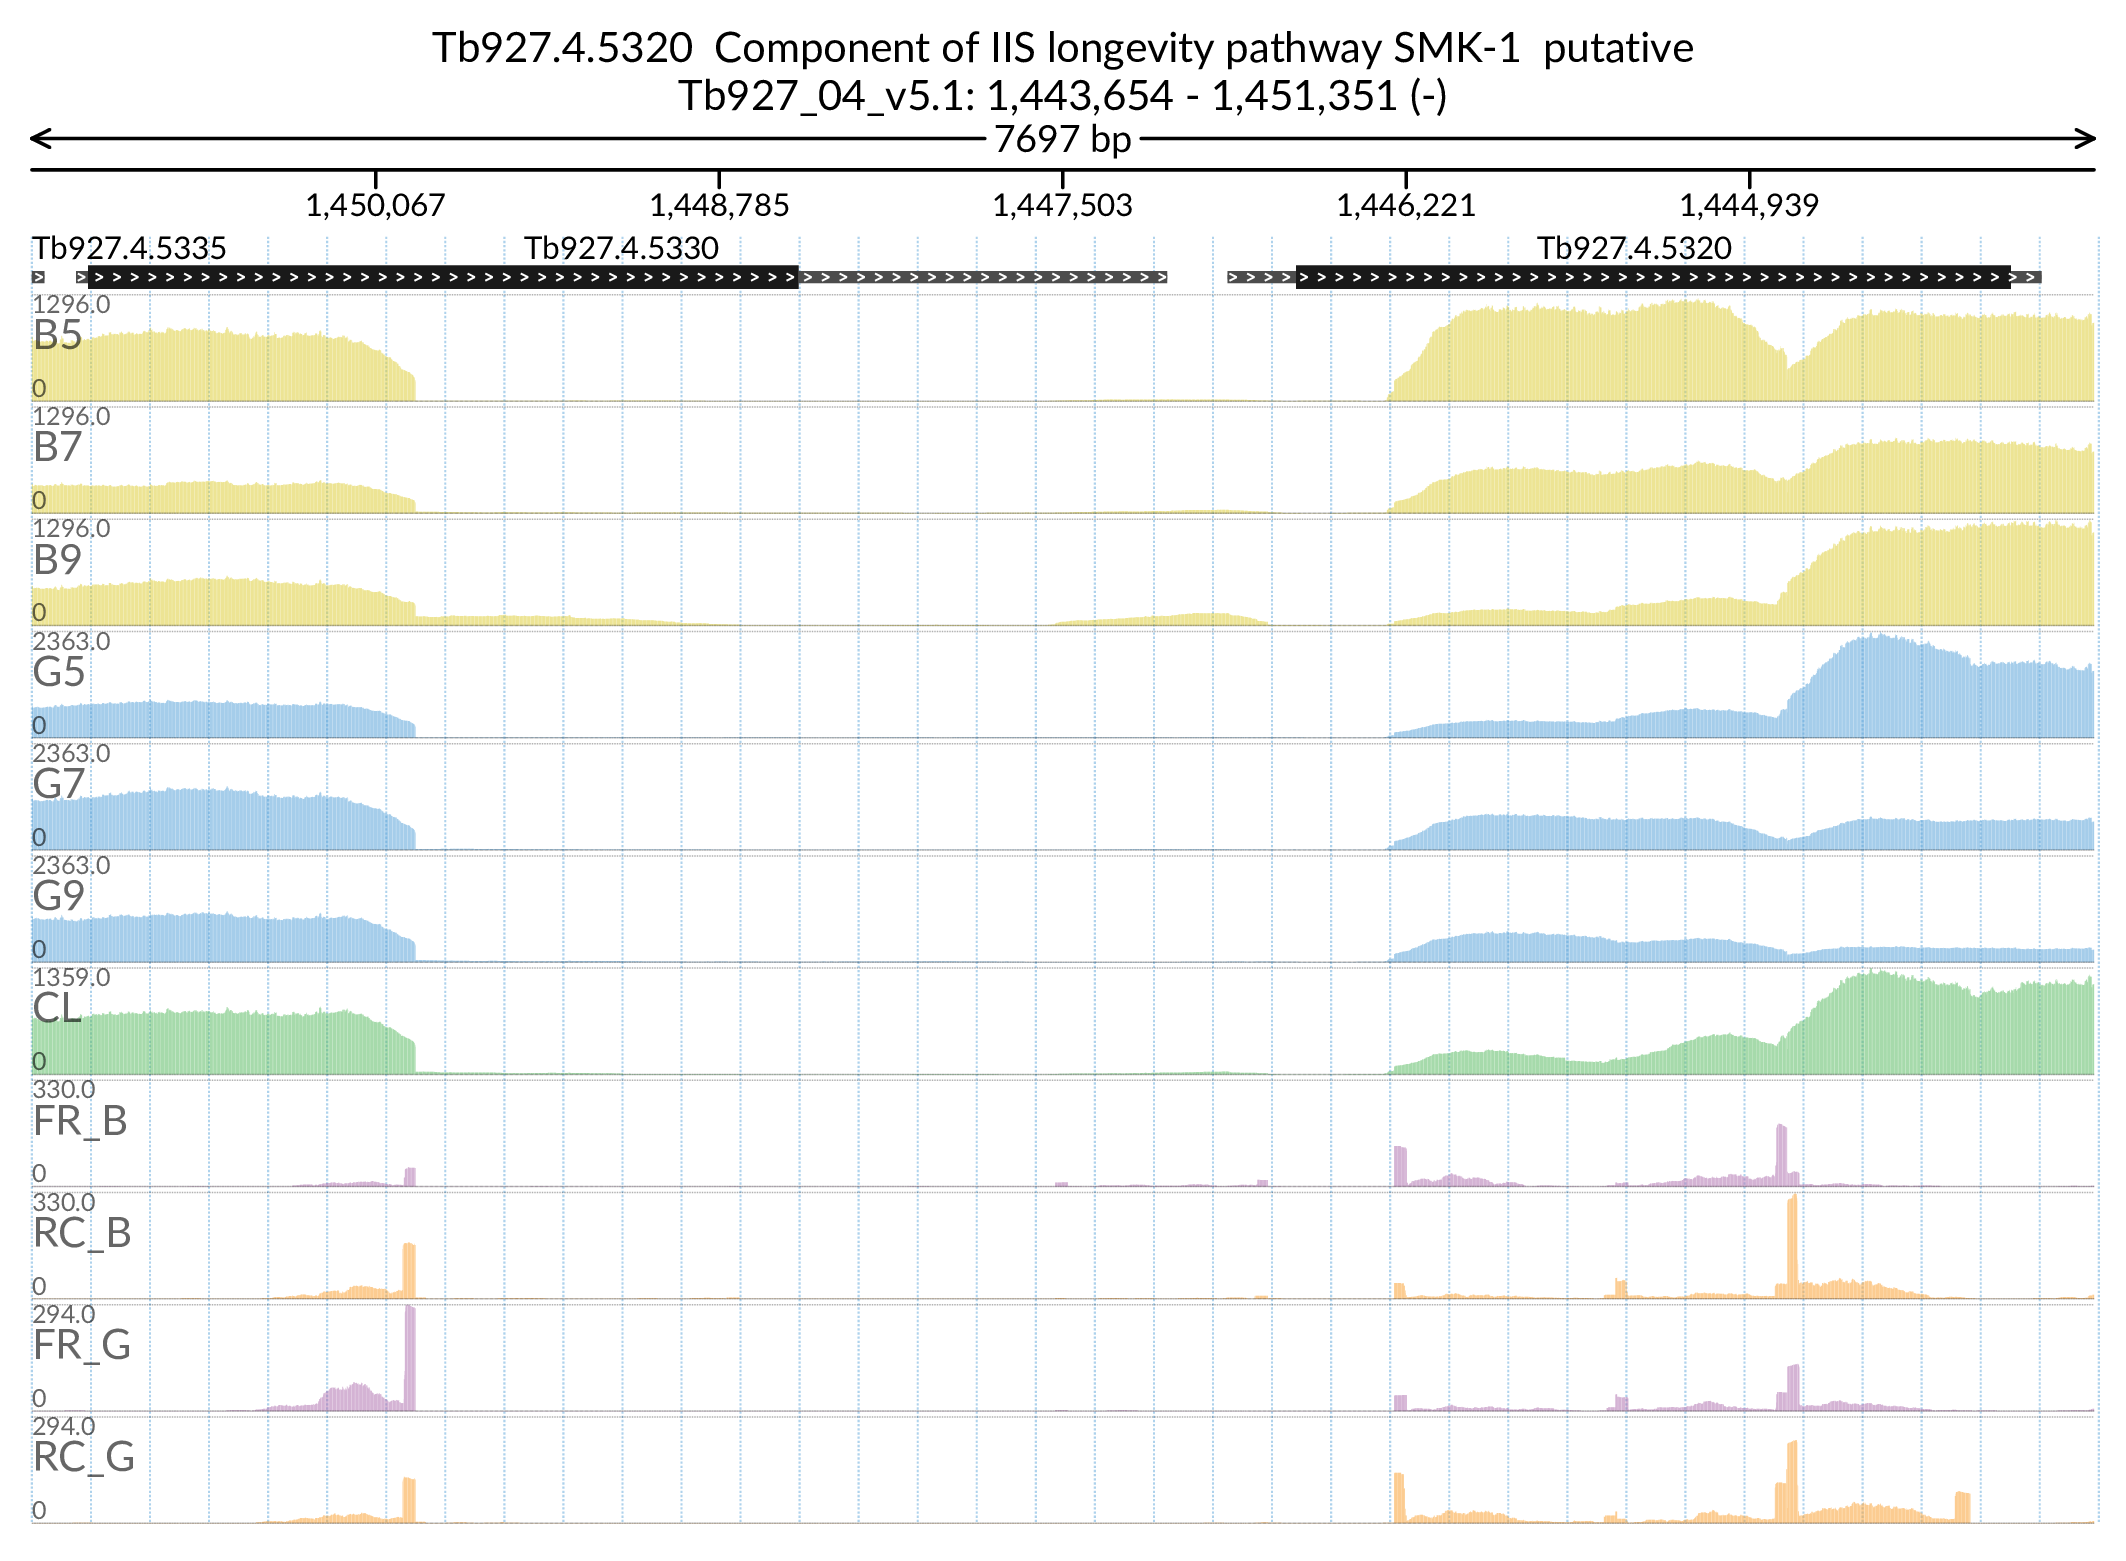 Tb927.4.5320  Component of IIS longevity pathway SMK-1  putative
Tb927_04_v5.1: 1,443,654 - 1,451,351 (-)
7697 bp
1,450,067 1,448,785 1,447,503 1,446,221 1,444,939
Tb927.4.5335 Tb927.4.5330 Tb927.4.5320
1296.0
B5
0
1296.0
B7
0
1296.0
B9
0
2363.0
G5
0
2363.0
G7
0
2363.0
G9
0
1359.0
CL
0
330.0
FR_B
0
330.0
RC_B
0
294.0
FR_G
0
294.0
RC_G
0